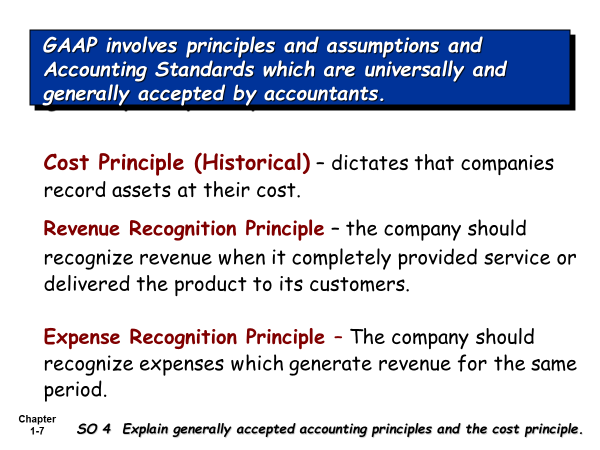 GAAP involves principles and assumptions and
Accounting Standards which are universally and
generally accepted by accountants.
Cost Principle (Historical) – dictates that companies
record assets at their cost.
Revenue Recognition Principle – the company should
recognize revenue when it completely provided service or
delivered the product to its customers.
Expense Recognition Principle – The company should
recognize expenses which generate revenue for the same
period.
Chapter
1-7
SO 4 Explain generally accepted accounting principles and the cost principle.